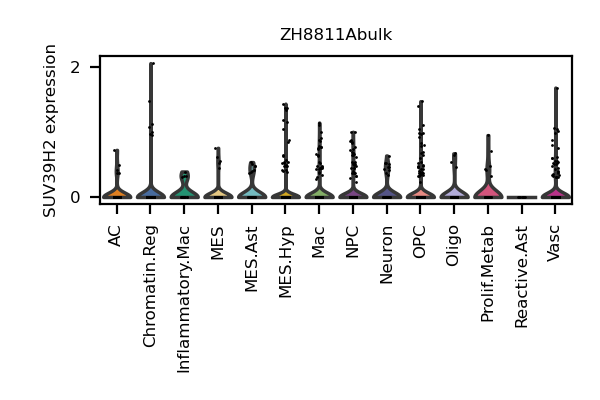 ZH8811Abulk
SUV39H2 expression
2
0
AC
Chromatin.Reg
Inflammatory.Mac
MES
MES.Ast
MES.Hyp
Mac
NPC
Neuron
OPC
Oligo
Prolif.Metab
Reactive.Ast
Vasc